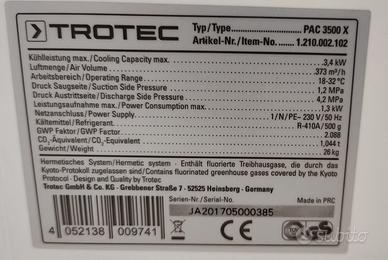 TROTEC
Typ/Type PAC 3500 X
Artikel-Nr./Item-No. 1.210.002.102
Kühlleistung max./Cooling Capacity max. 3,4 kW
Luftmenge/Air Volume 373 m³/h
Arbeitsbereich/Operating Range 18-32°C
Druck Saugseite/Suction Side Pressure 1,2 MPa
Druck Austrittseite/Discharge Side Pressure 4,2 MPa
Leistungsaufnahme max./Power Consumption max. 1,3 kW
Netzanschluss/Power Supply 1/N/PE~ 230 V/50 Hz
Kältemittel/Refrigerant R-410A/500 g
GWP Faktor/GWP Factor 2.088
CO₂-Äquivalent/CO₂-Equivalent 1,044 t
Gewicht/Weight 26 kg
Hermetisches System/Hermetic system - Enthält fluorierte Treibhausgase, die durch das
Kyoto-Protokoll erfasst werden/Contains fluorinated greenhouse gases covered by the Kyoto
Protocol - Design and Quality by Trotec
Trotec GmbH & Co. KG - Grebbener Straße 7 - 52525 Heinsberg - Germany
Serien-Nr./Serial-No. Made in PRC
JA201705000385
4 052138 009741
CE
subito